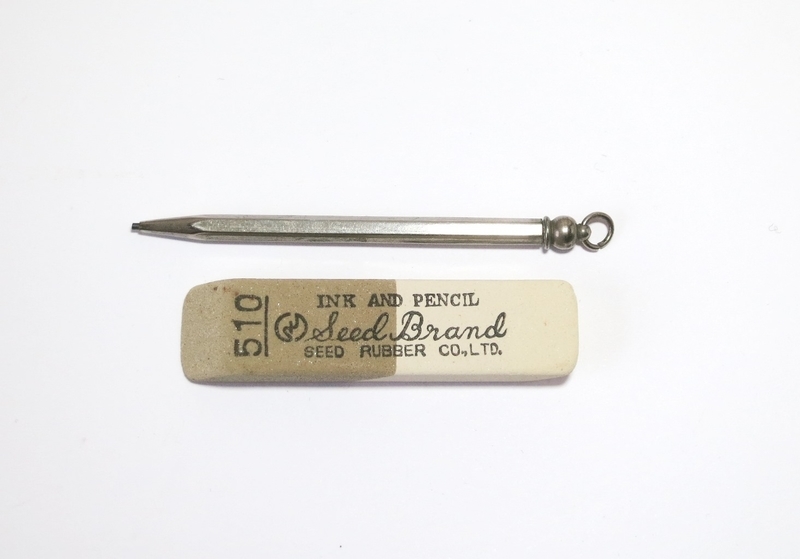 510
INK AND PENCIL
Seed Brand
SEED RUBBER CO.,LTD.